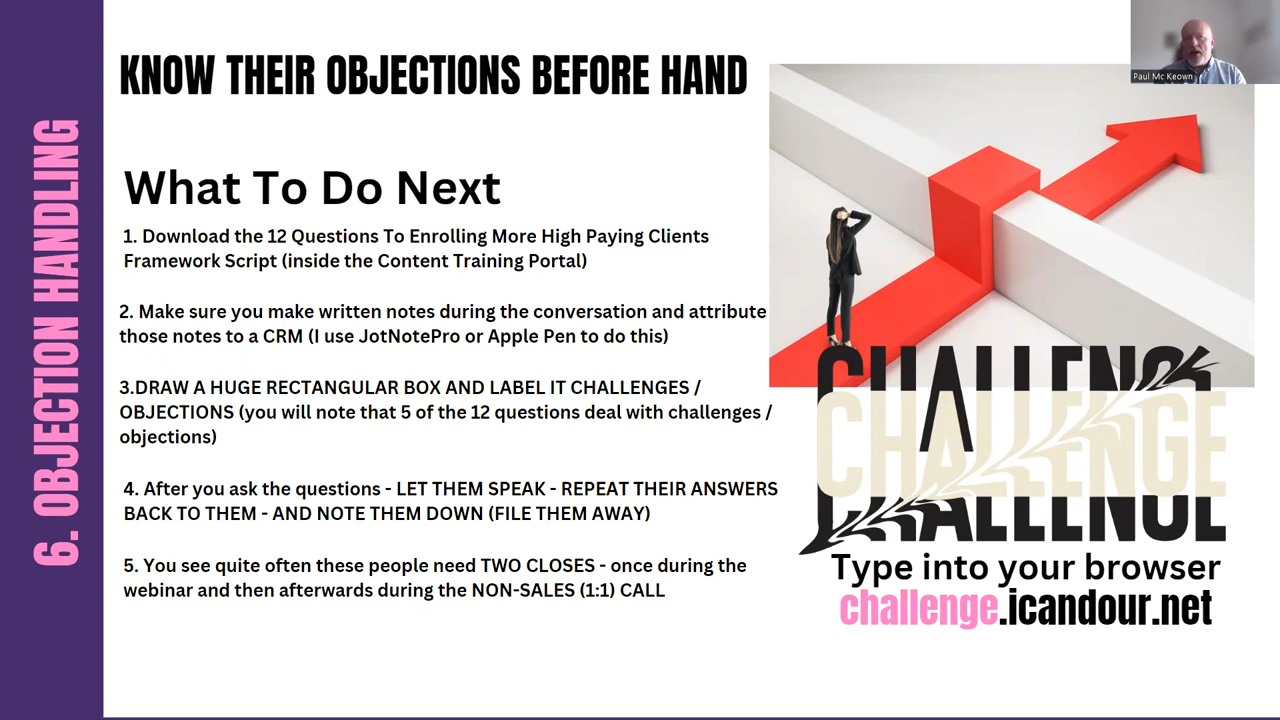 6. OBJECTION HANDLING
KNOW THEIR OBJECTIONS BEFORE HAND
What To Do Next
1. Download the 12 Questions To Enrolling More High Paying Clients
Framework Script (inside the Content Training Portal)
2. Make sure you make written notes during the conversation and attribute
those notes to a CRM (I use JotNotePro or Apple Pen to do this)
3.DRAW A HUGE RECTANGULAR BOX AND LABEL IT CHALLENGES /
OBJECTIONS (you will note that 5 of the 12 questions deal with challenges /
objections)
4. After you ask the questions - LET THEM SPEAK - REPEAT THEIR ANSWERS
BACK TO THEM - AND NOTE THEM DOWN (FILE THEM AWAY)
5. You see quite often these people need TWO CLOSES - once during the
webinar and then afterwards during the NON-SALES (1:1) CALL
Paul Mc Keown
CHALLENGE
CHALLENGE
CHALLENGE
Type into your browser
challenge.icandour.net